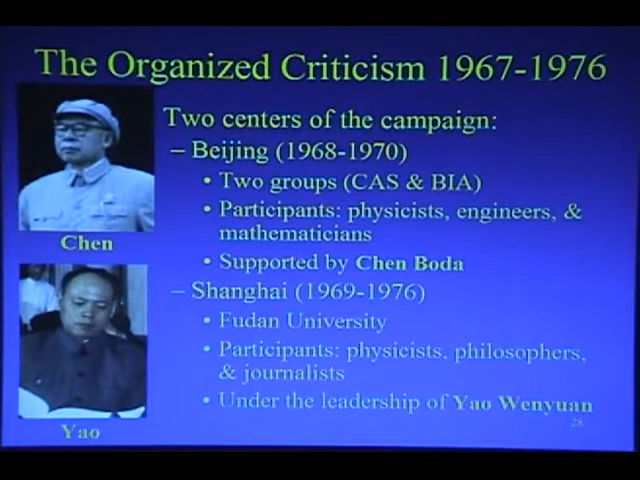 The Organized Criticism 1967-1976
Two centers of the campaign:
– Beijing (1968-1970)
• Two groups (CAS & BIA)
• Participants: physicists, engineers, &
mathematicians
• Supported by Chen Boda
– Shanghai (1969-1976)
• Fudan University
• Participants: physicists, philosophers,
& journalists
• Under the leadership of Yao Wenyuan
Chen
Yao
28